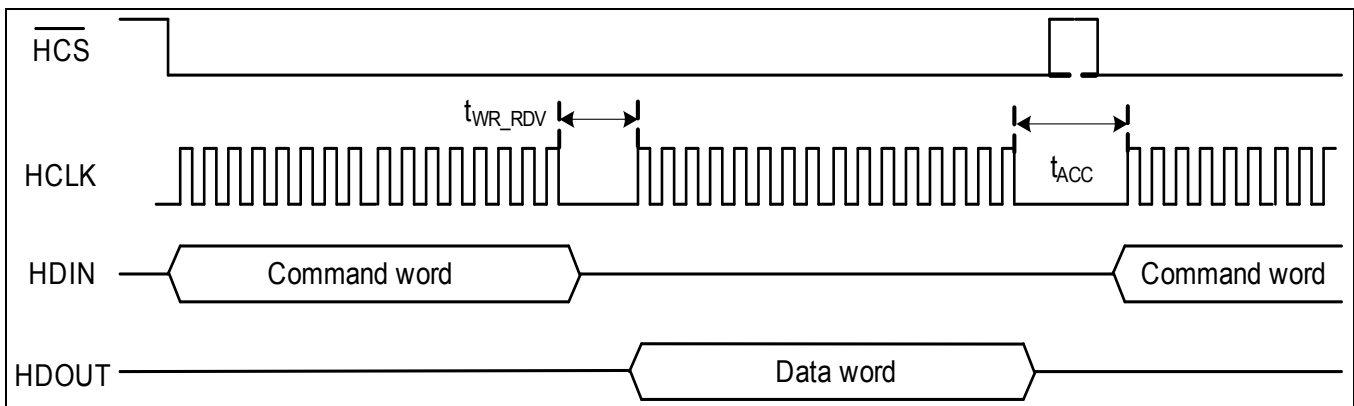 HCS
tWR_RDV
HCLK
tACC
HDIN Command word Command word
HDOUT Data word